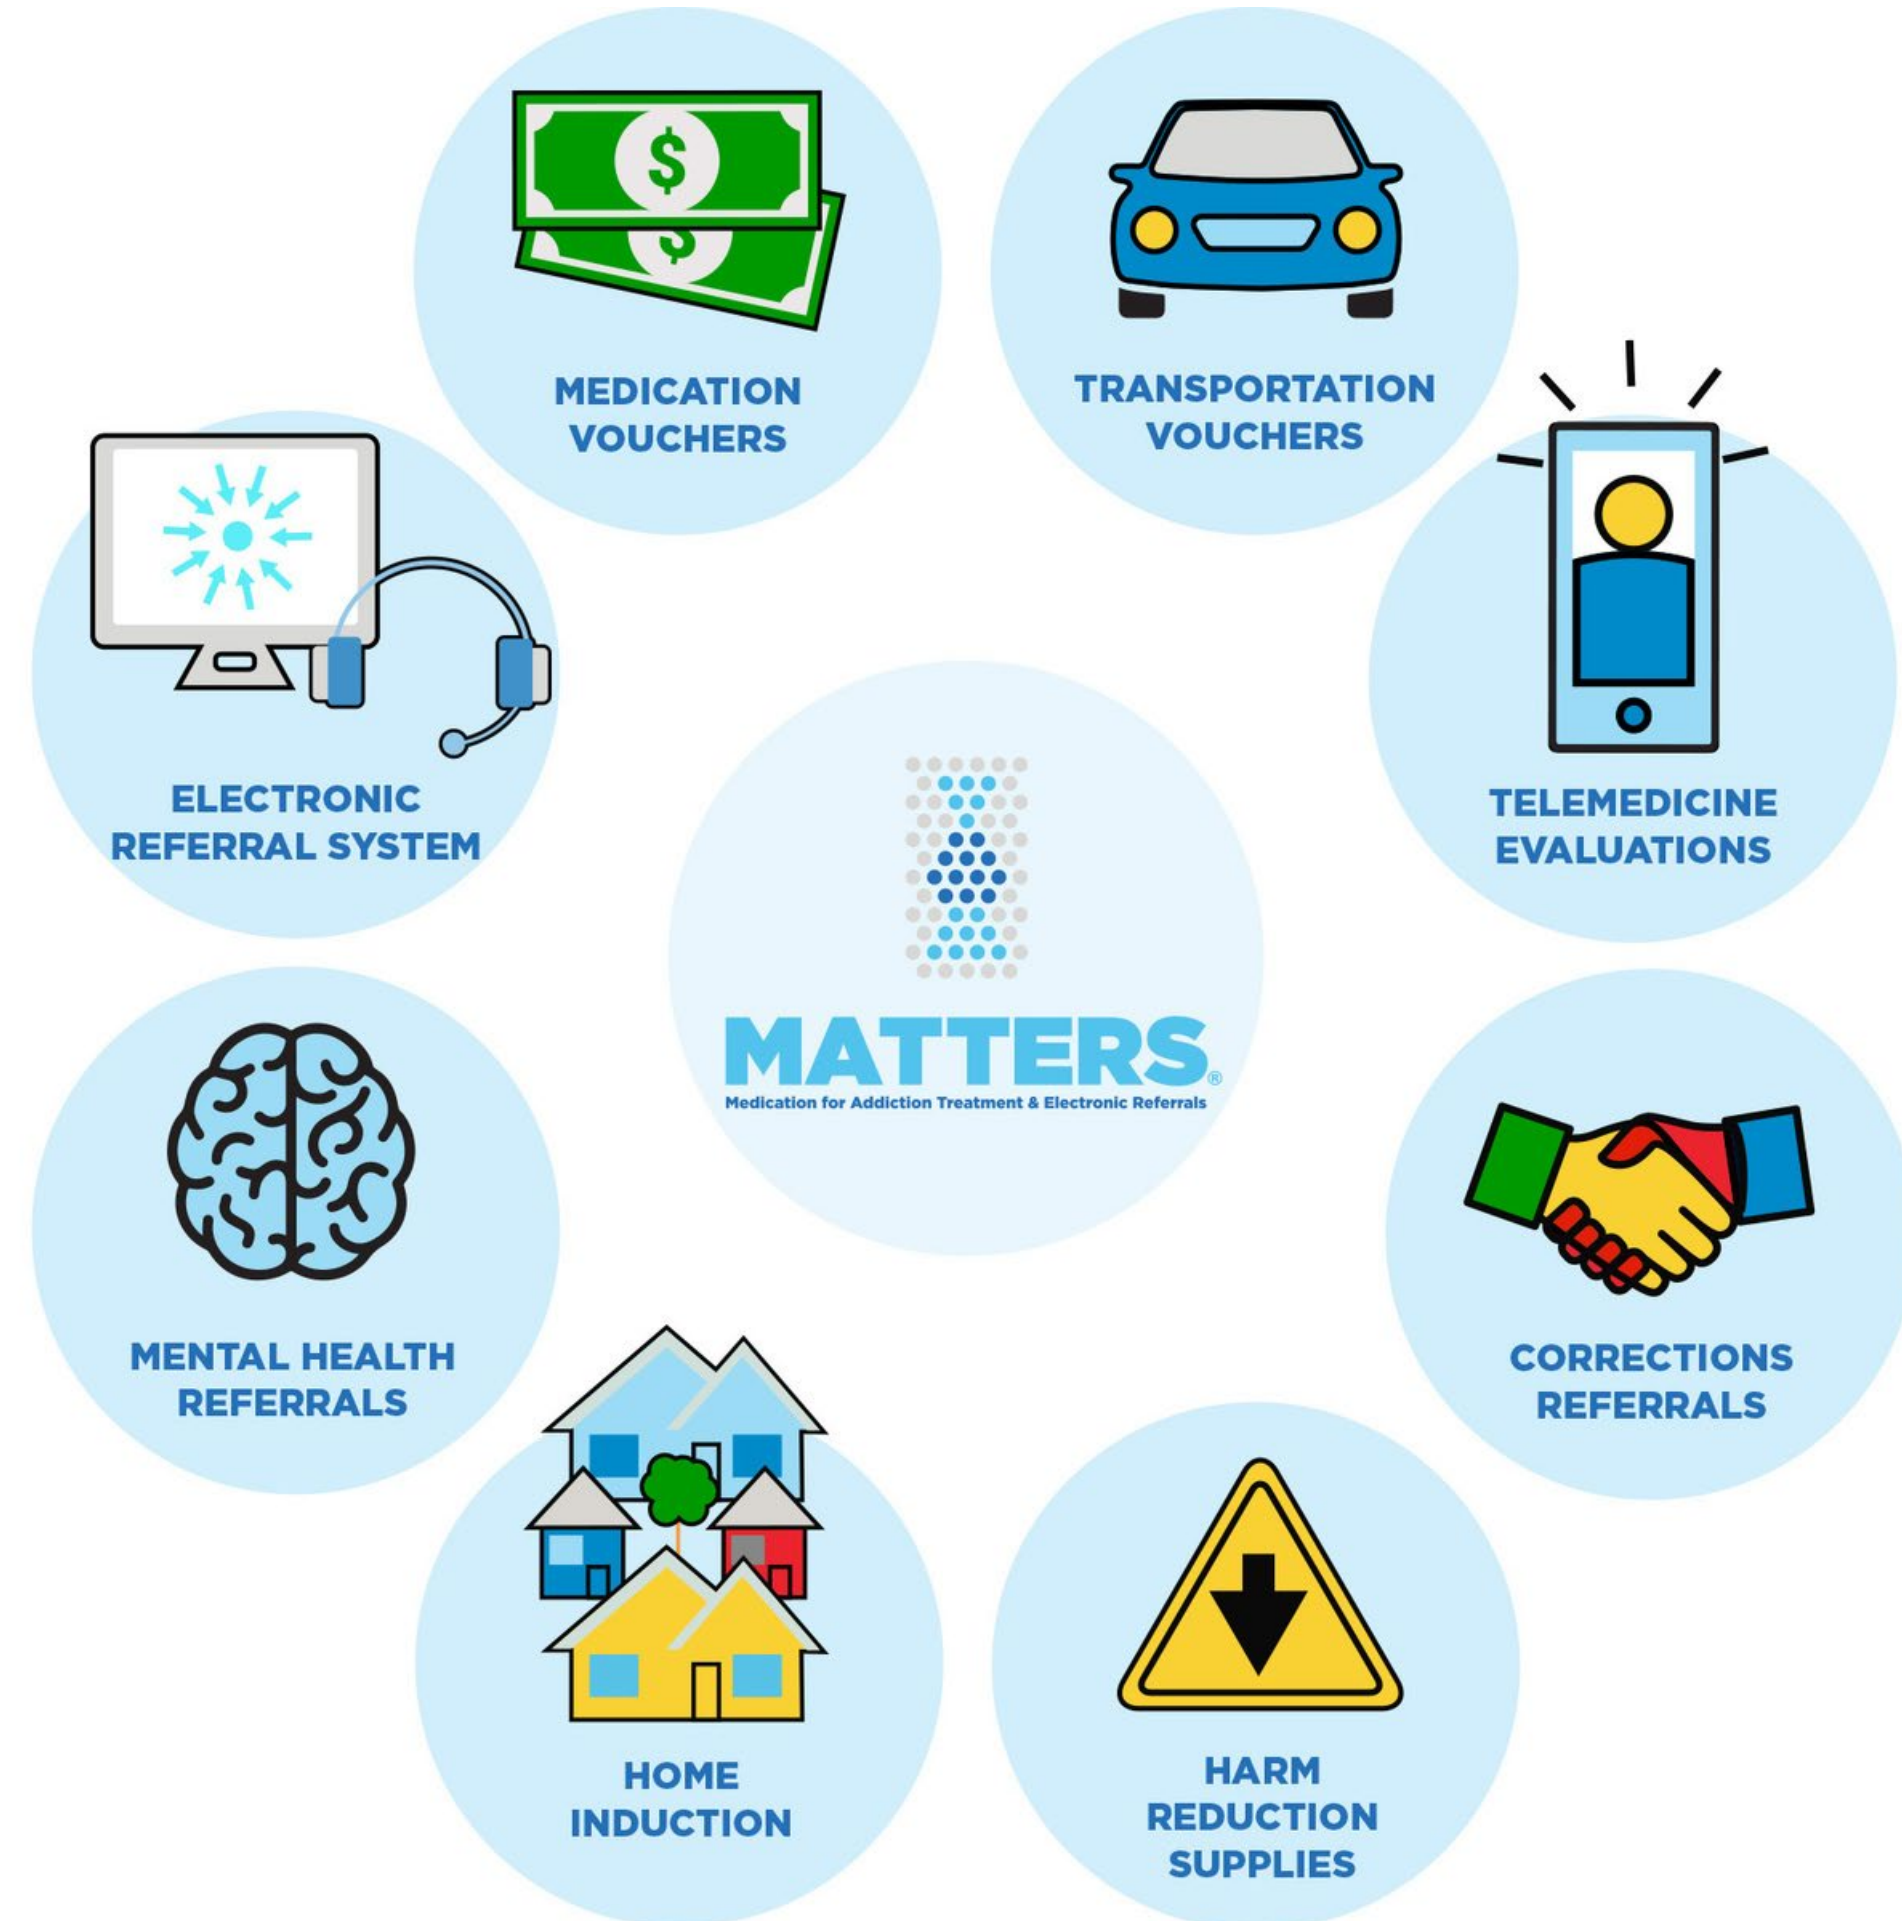 $
$
MEDICATION
VOUCHERS
TRANSPORTATION
VOUCHERS
ELECTRONIC
REFERRAL SYSTEM
TELEMEDICINE
EVALUATIONS
MATTERS®
Medication for Addiction Treatment & Electronic Referrals
MENTAL HEALTH
REFERRALS
CORRECTIONS
REFERRALS
HOME
INDUCTION
HARM
REDUCTION
SUPPLIES